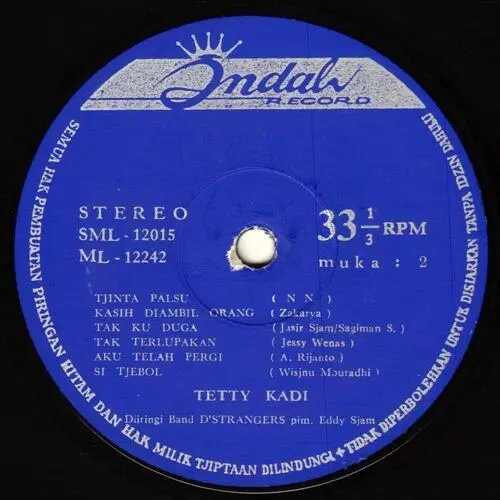 Indah
RECORD
STEREO
SML - 12015
ML - 12242
33 1/3 RPM
muka : 2
TJINTA PALSU ( N N )
KASIH DIAMBIL ORANG ( Zakarya )
TAK KU DUGA ( Jasir Sjam/Sagiman S. )
TAK TERLUPAKAN ( Jessy Wenas )
AKU TELAH PERGI ( A. Rijanto )
SI TJEBOL ( Wisjnu Mouradhi )
TETTY KADI
Diiringi Band D'STRANGERS pim. Eddy Sjam
SEMUA HAK PEMBUATAN PIRINGAN HITAM DAN HAK MILIK TJIPTAAN DILINDUNGI + TIDAK DIPERBOLEHKAN UNTUK DISIARKAN TANPA IDZIN DAHULU